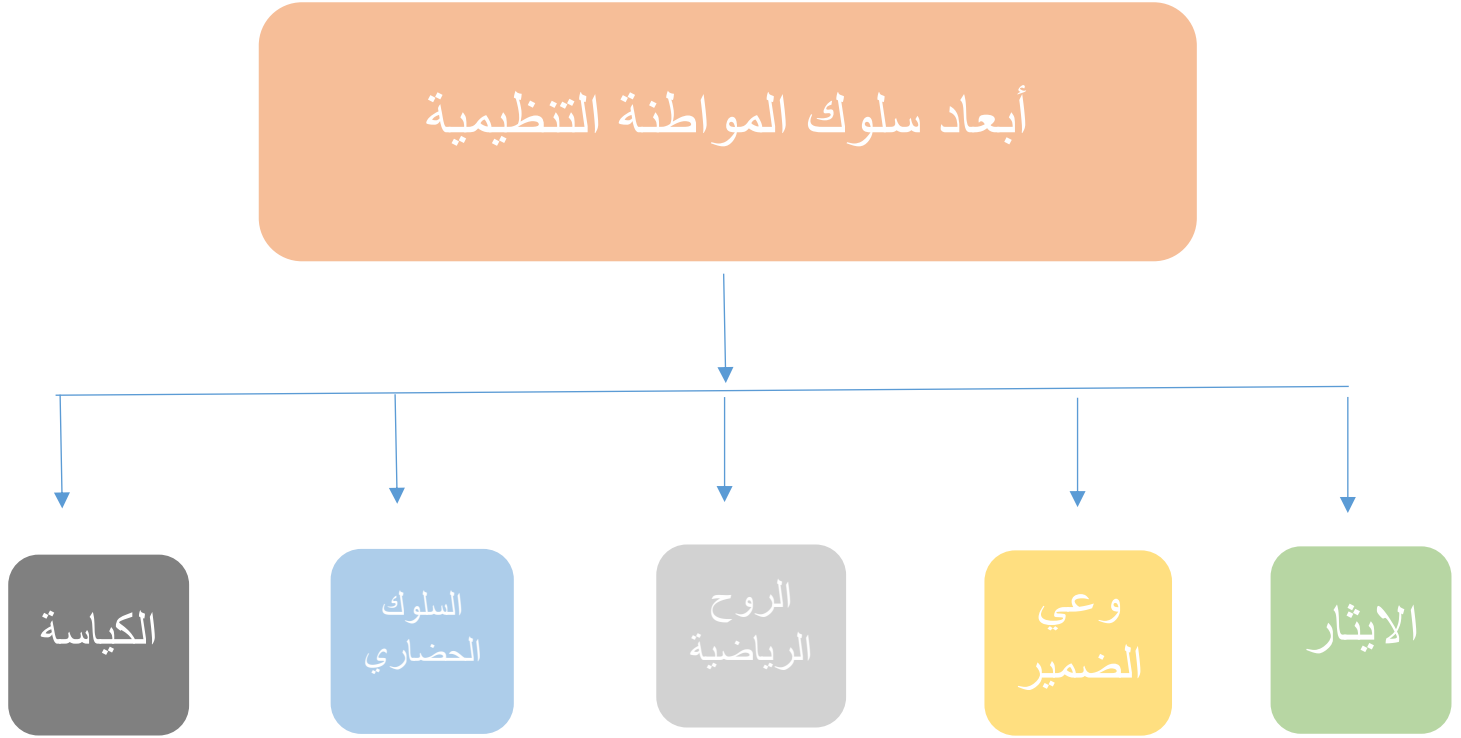 أبعاد سلوك المواطنة التنظيمية
الايثار
وعي
الضمير
الروح
الرياضية
السلوك
الحضاري
الكياسة